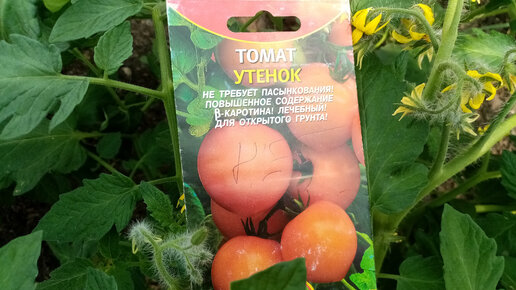 ТОМАТ
УТЕНОК
НЕ ТРЕБУЕТ ПАСЫНКОВАНИЯ!
ПОВЫШЕННОЕ СОДЕРЖАНИЕ
β-КАРОТИНА! ЛЕЧЕБНЫЙ!
ДЛЯ ОТКРЫТОГО ГРУНТА!